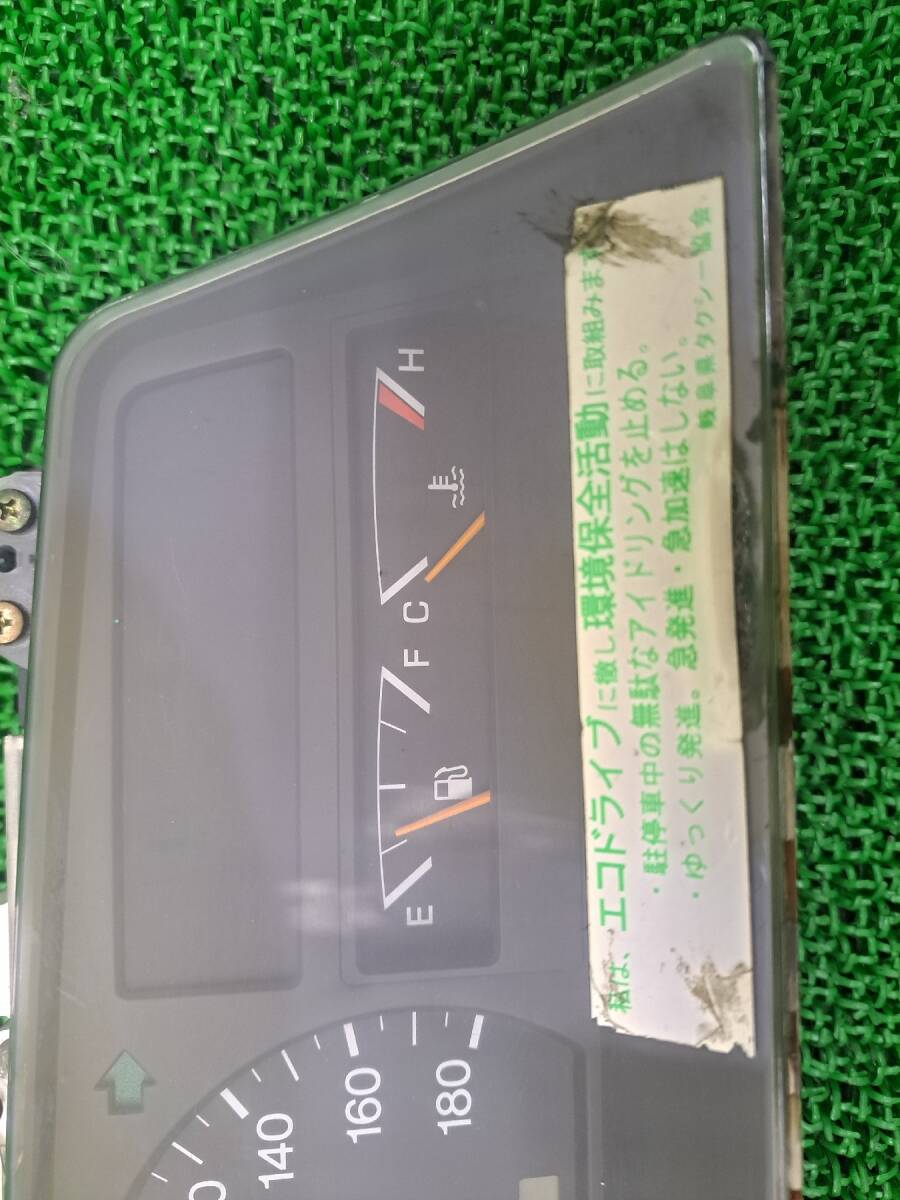 H
C
F
E
0
140
160
180
私は、エコドライブに徹し環境保全活動に取組みます
・駐停車中の無駄なアイドリングを止める。
・ゆっくり発進。急発進・急加速はしない。
岐阜県タクシー協会